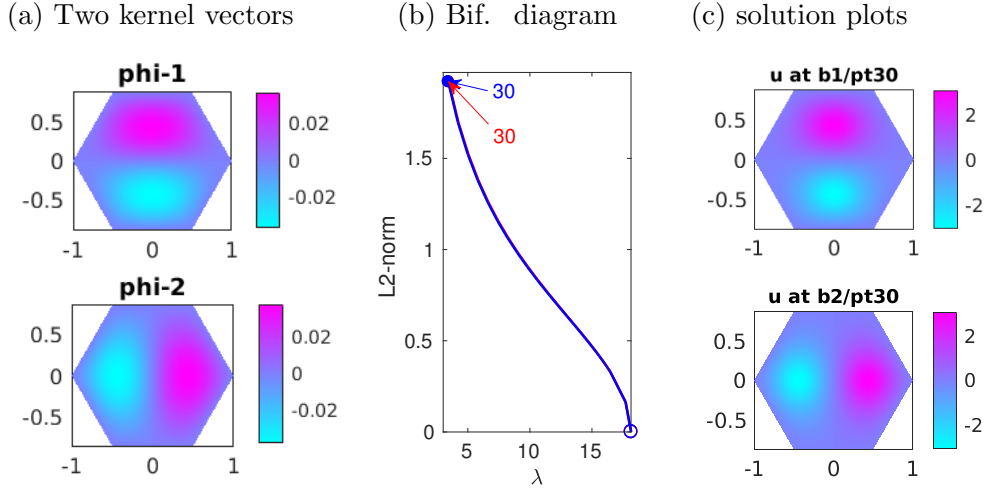 (a) Two kernel vectors
phi-1
0.5
0
-0.5
-1 0 1
0.02
0
-0.02
phi-2
0.5
0
-0.5
-1 0 1
0.02
0
-0.02
(b) Bif. diagram
30
30
1.5
1
0.5
0
L2-norm
5 10 15
λ
(c) solution plots
u at b1/pt30
0.5
0
-0.5
-1 0 1
2
0
-2
u at b2/pt30
0.5
0
-0.5
-1 0 1
2
0
-2